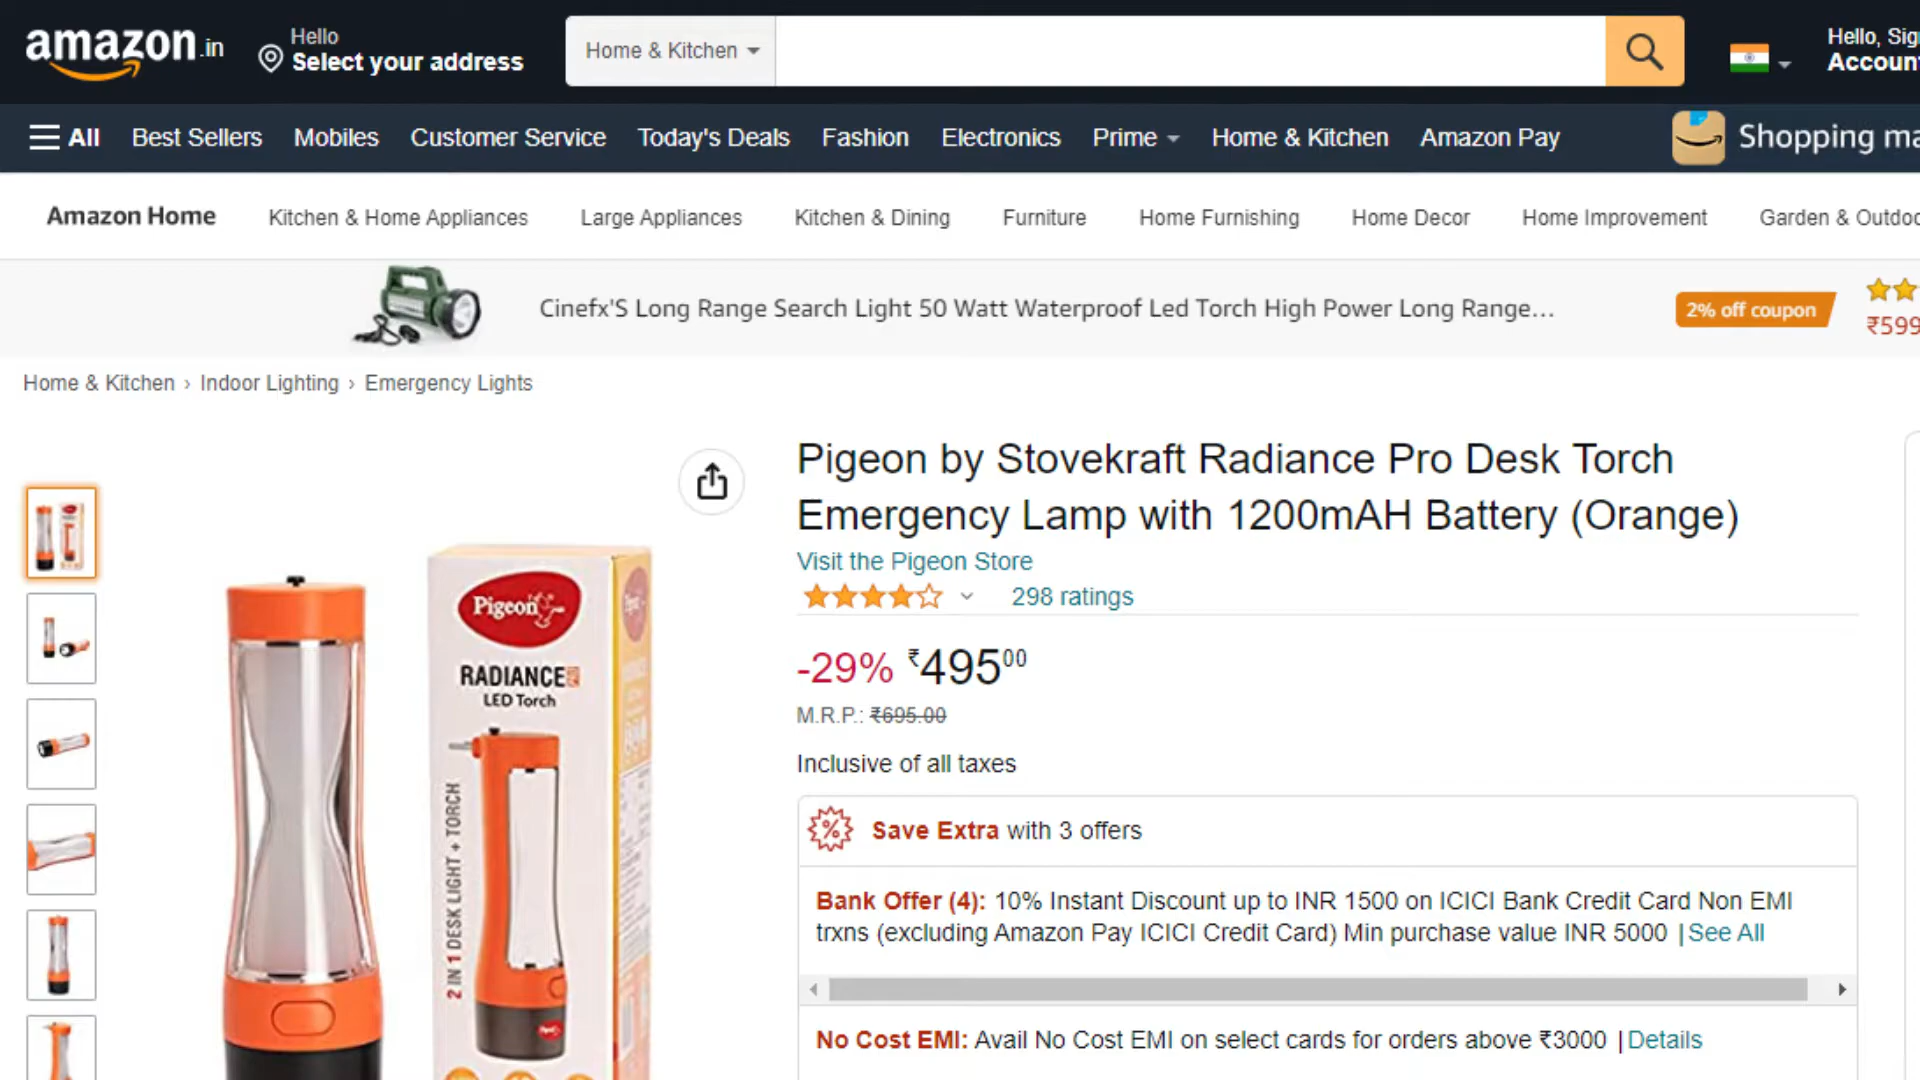 amazon.in
Hello
Select your address
Home & Kitchen
Hello, Sig
Accoun
All
Best Sellers
Mobiles
Customer Service
Today's Deals
Fashion
Electronics
Prime
Home & Kitchen
Amazon Pay
Shopping ma
Amazon Home
Kitchen & Home Appliances
Large Appliances
Kitchen & Dining
Furniture
Home Furnishing
Home Decor
Home Improvement
Garden & Outdoo
Cinefx'S Long Range Search Light 50 Watt Waterproof Led Torch High Power Long Range...
2% off coupon
₹599
Home & Kitchen › Indoor Lighting › Emergency Lights
Pigeon
RADIANCE
LED Torch
2 IN 1 DESK LIGHT + TORCH
Pigeon by Stovekraft Radiance Pro Desk Torch
Emergency Lamp with 1200mAH Battery (Orange)
Visit the Pigeon Store
298 ratings
-29% ₹49500
M.R.P.: ₹695.00
Inclusive of all taxes
% Save Extra with 3 offers
Bank Offer (4): 10% Instant Discount up to INR 1500 on ICICI Bank Credit Card Non EMI
trxns (excluding Amazon Pay ICICI Credit Card) Min purchase value INR 5000 | See All
No Cost EMI: Avail No Cost EMI on select cards for orders above ₹3000 | Details